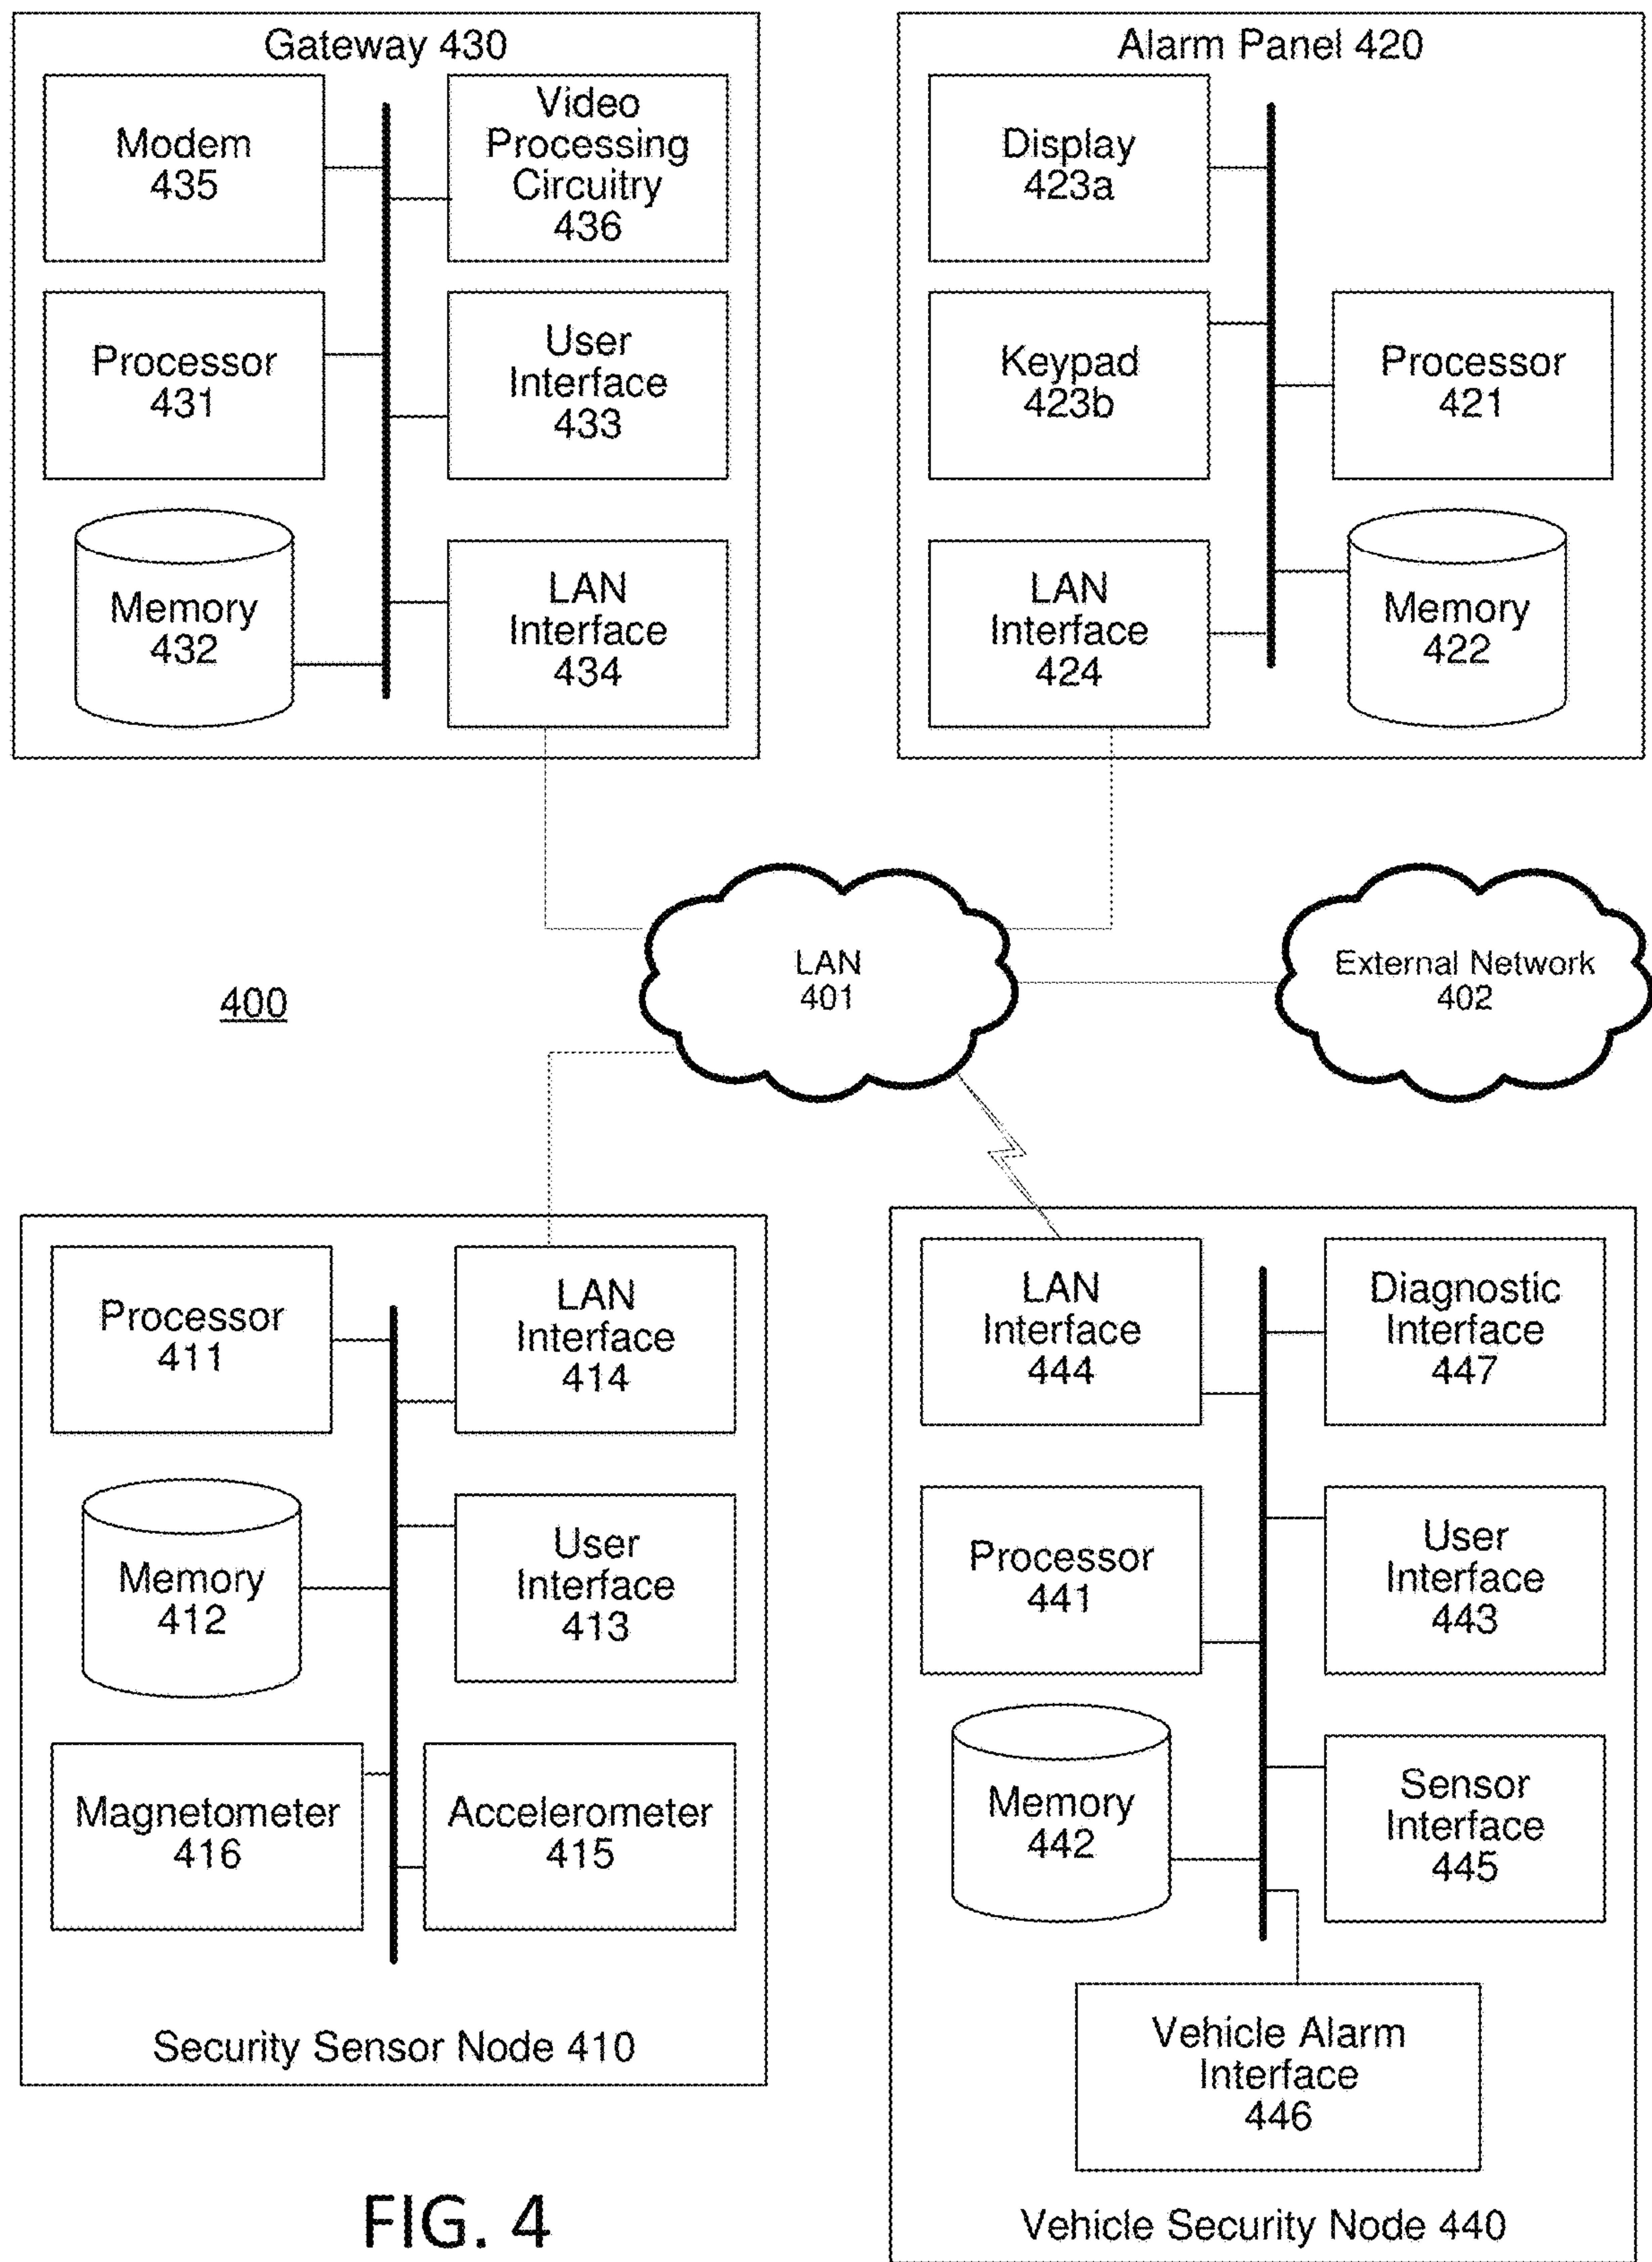 Gateway 430
Modem
435
Video
Processing
Circuitry
436
Processor
431
User
Interface
433
Memory
432
LAN
Interface
434
Alarm Panel 420
Display
423a
Keypad
423b
Processor
421
LAN
Interface
424
Memory
422
LAN
401
External Network
402
400
Processor
411
LAN
Interface
414
Memory
412
User
Interface
413
Magnetometer
416
Accelerometer
415
Security Sensor Node 410
LAN
Interface
444
Diagnostic
Interface
447
Processor
441
User
Interface
443
Memory
442
Sensor
Interface
445
Vehicle Alarm
Interface
446
Vehicle Security Node 440
FIG. 4